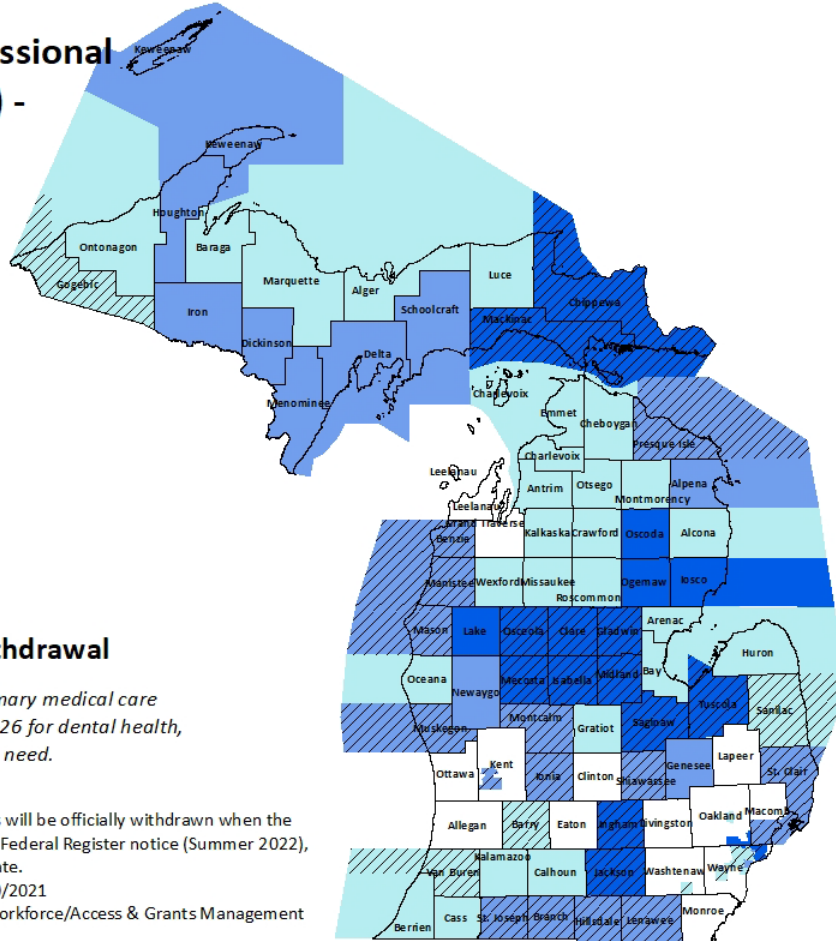 ssional
) -
Keweenaw
Keweenaw
Houghton
Ontonagon
Baraga
Gogebic
Marquette
Luce
Alger
Iron
Schoolcraft
Chippewa
Mackinac
Dickinson
Delta
Menominee
Charlevoix
Emmet
Cheboygan
Presque Isle
Charlevoix
Leelanau
Antrim
Otsego
Montmorency
Alpena
Leelanau
Grand Traverse
Benzie
Kalkaska
Crawford
Oscoda
Alcona
Manistee
Wexford
Missaukee
Roscommon
Ogemaw
Iosco
Mason
Lake
Osceola
Clare
Gladwin
Arenac
Huron
Oceana
Newaygo
Mecosta
Isabella
Midland
Bay
Tuscola
Sanilac
Muskegon
Montcalm
Gratiot
Saginaw
Ottawa
Kent
Ionia
Clinton
Shiawassee
Genesee
Lapeer
St. Clair
Allegan
Barry
Eaton
Ingham
Livingston
Oakland
Macomb
Van Buren
Kalamazoo
Calhoun
Jackson
Washtenaw
Wayne
Berrien
Cass
St. Joseph
Branch
Hillsdale
Lenawee
Monroe
thdrawal
mary medical care
26 for dental health,
need.
s will be officially withdrawn when the
Federal Register notice (Summer 2022),
ate.
/2021
orkforce/Access & Grants Management